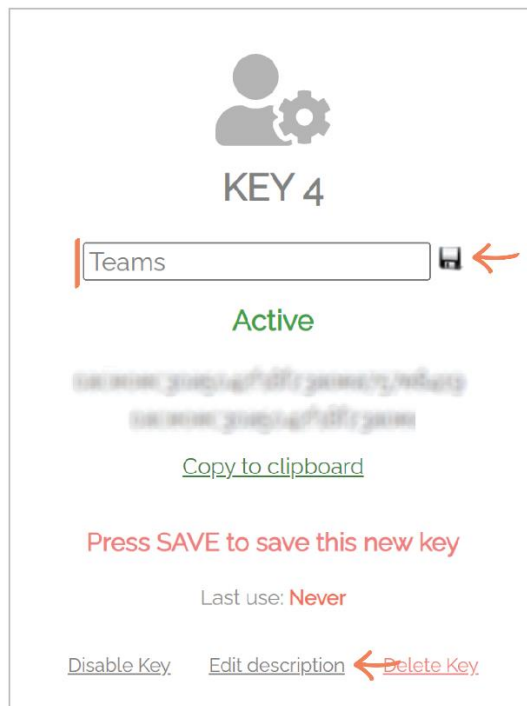 KEY 4
Teams
Active
Copy to clipboard
Press SAVE to save this new key
Last use: Never
Disable Key Edit description Delete Key